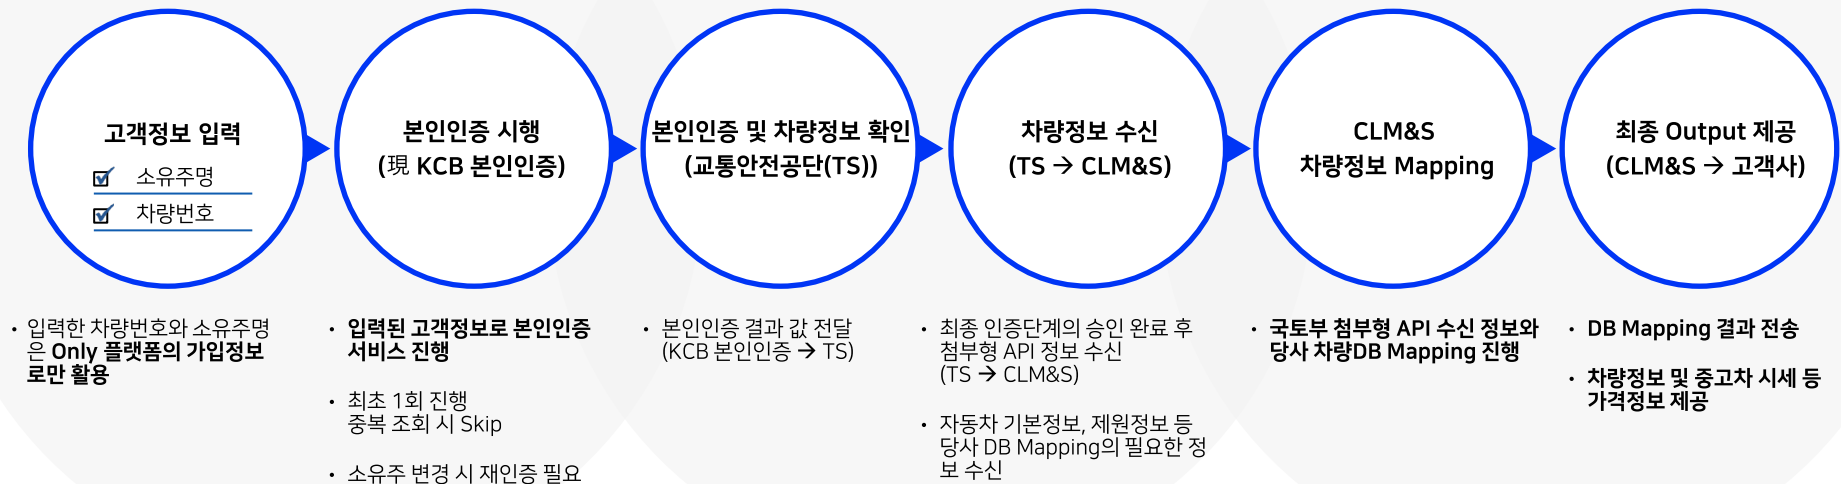 고객정보 입력
소유주명
차량번호
본인인증 시행
(現 KCB 본인인증)
본인인증 및 차량정보 확인
(교통안전공단(TS))
차량정보 수신
(TS → CLM&S)
CLM&S
차량정보 Mapping
최종 Output 제공
(CLM&S → 고객사)
• 입력한 차량번호와 소유주명
은 Only 플랫폼의 가입정보
로만 활용
• 입력된 고객정보로 본인인증
서비스 진행
• 최초 1회 진행
중복 조회 시 Skip
• 소유주 변경 시 재인증 필요
• 본인인증 결과 값 전달
(KCB 본인인증 → TS)
• 최종 인증단계의 승인 완료 후
첨부형 API 정보 수신
(TS → CLM&S)
• 자동차 기본정보, 제원정보 등
당사 DB Mapping의 필요한 정
보 수신
• 국토부 첨부형 API 수신 정보와
당사 차량DB Mapping 진행
• DB Mapping 결과 전송
• 차량정보 및 중고차 시세 등
가격정보 제공